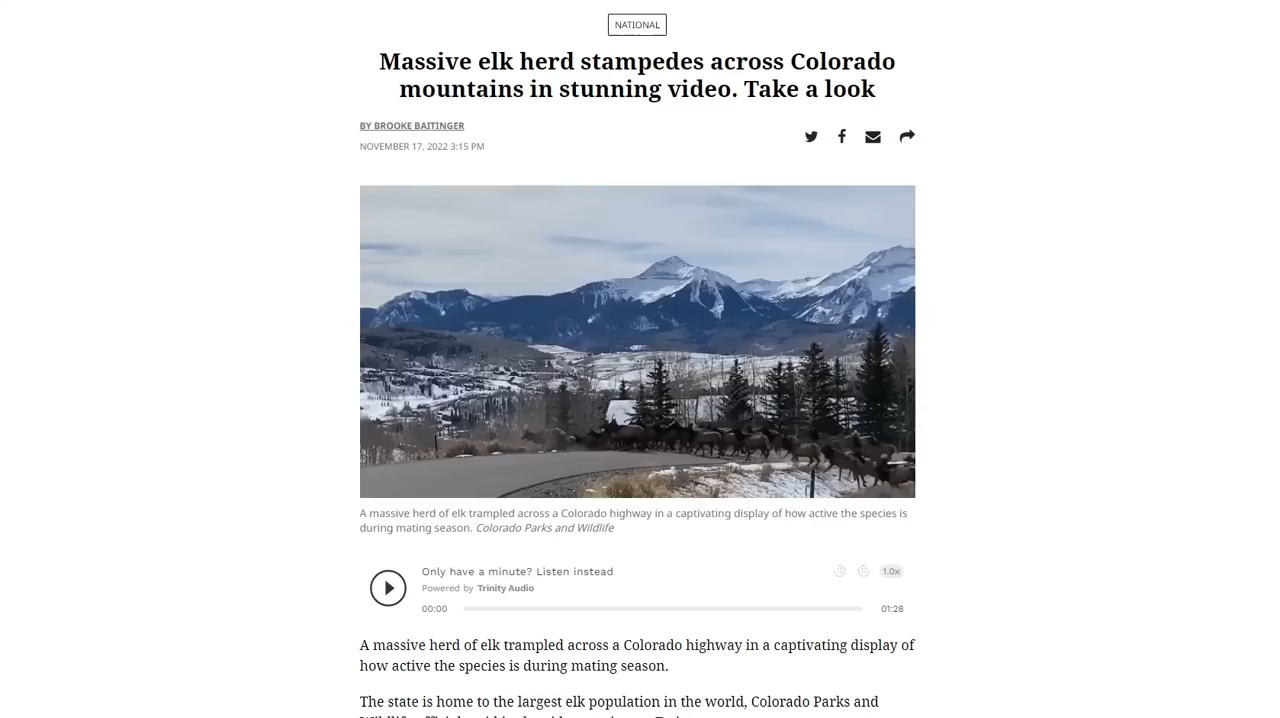 NATIONAL
Massive elk herd stampedes across Colorado
mountains in stunning video. Take a look
BY BROOKE BAITINGER
NOVEMBER 17, 2022 3:15 PM
A massive herd of elk trampled across a Colorado highway in a captivating display of how active the species is
during mating season. Colorado Parks and Wildlife
Only have a minute? Listen instead
Powered by Trinity Audio
1.0x
00:00
01:28
A massive herd of elk trampled across a Colorado highway in a captivating display of
how active the species is during mating season.
The state is home to the largest elk population in the world, Colorado Parks and